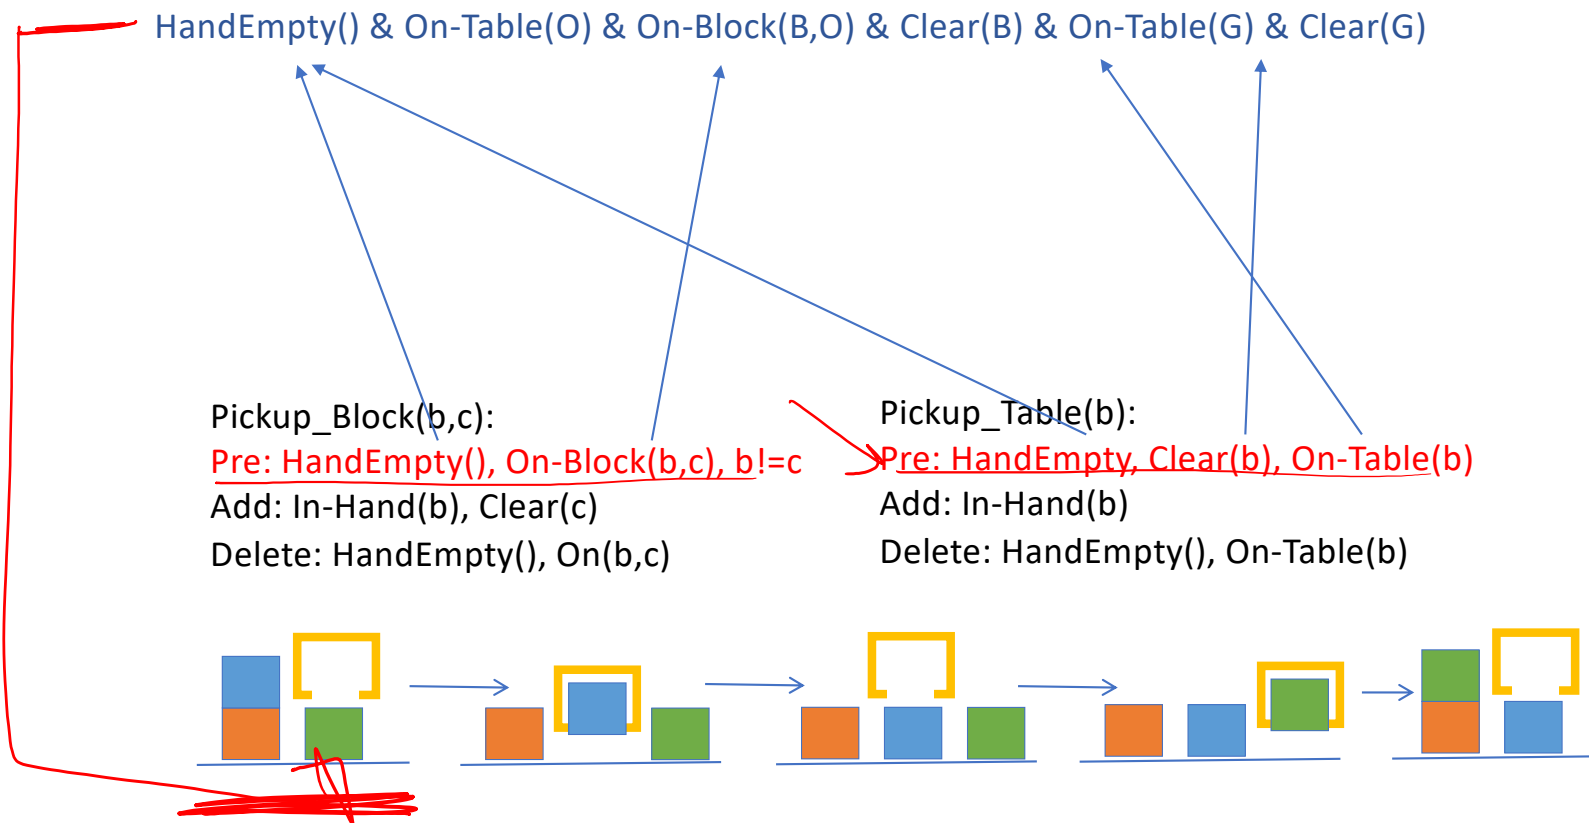 HandEmpty() & On-Table(O) & On-Block(B,O) & Clear(B) & On-Table(G) & Clear(G)
Pickup_Block(b,c):
Pre: HandEmpty(), On-Block(b,c), b!=c
Add: In-Hand(b), Clear(c)
Delete: HandEmpty(), On(b,c)
Pickup_Table(b):
Pre: HandEmpty, Clear(b), On-Table(b)
Add: In-Hand(b)
Delete: HandEmpty(), On-Table(b)